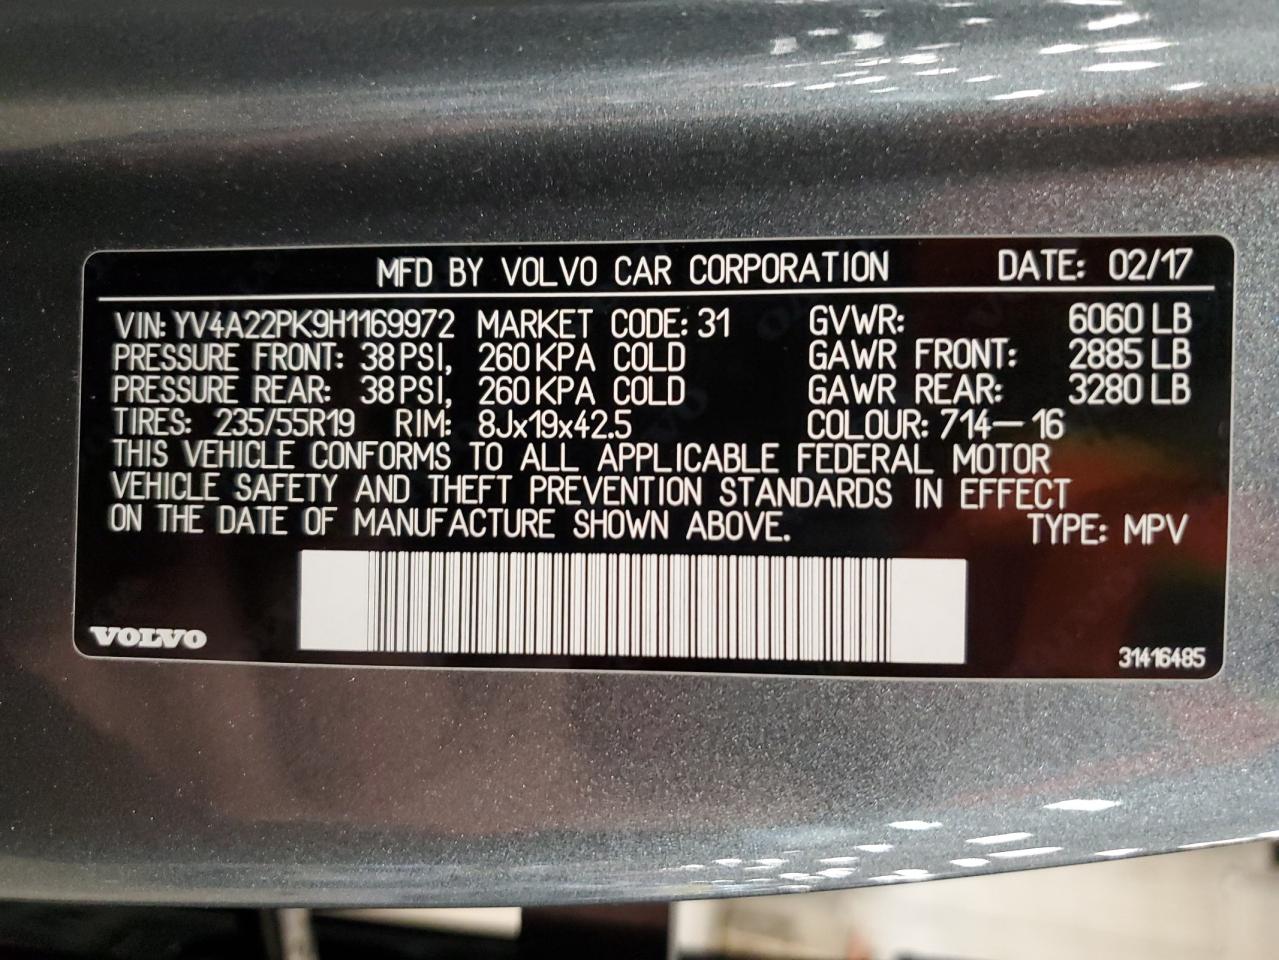 MFD BY VOLVO CAR CORPORATION DATE: 02/17
VIN: YV4A22PK9H1169972 MARKET CODE: 31 GVWR: 6060 LB
PRESSURE FRONT: 38 PSI, 260 KPA COLD GAWR FRONT: 2885 LB
PRESSURE REAR: 38 PSI, 260 KPA COLD GAWR REAR: 3280 LB
TIRES: 235/55R19 RIM: 8Jx19x42.5 COLOUR: 714–16
THIS VEHICLE CONFORMS TO ALL APPLICABLE FEDERAL MOTOR
VEHICLE SAFETY AND THEFT PREVENTION STANDARDS IN EFFECT
ON THE DATE OF MANUFACTURE SHOWN ABOVE. TYPE: MPV
VOLVO 31416485